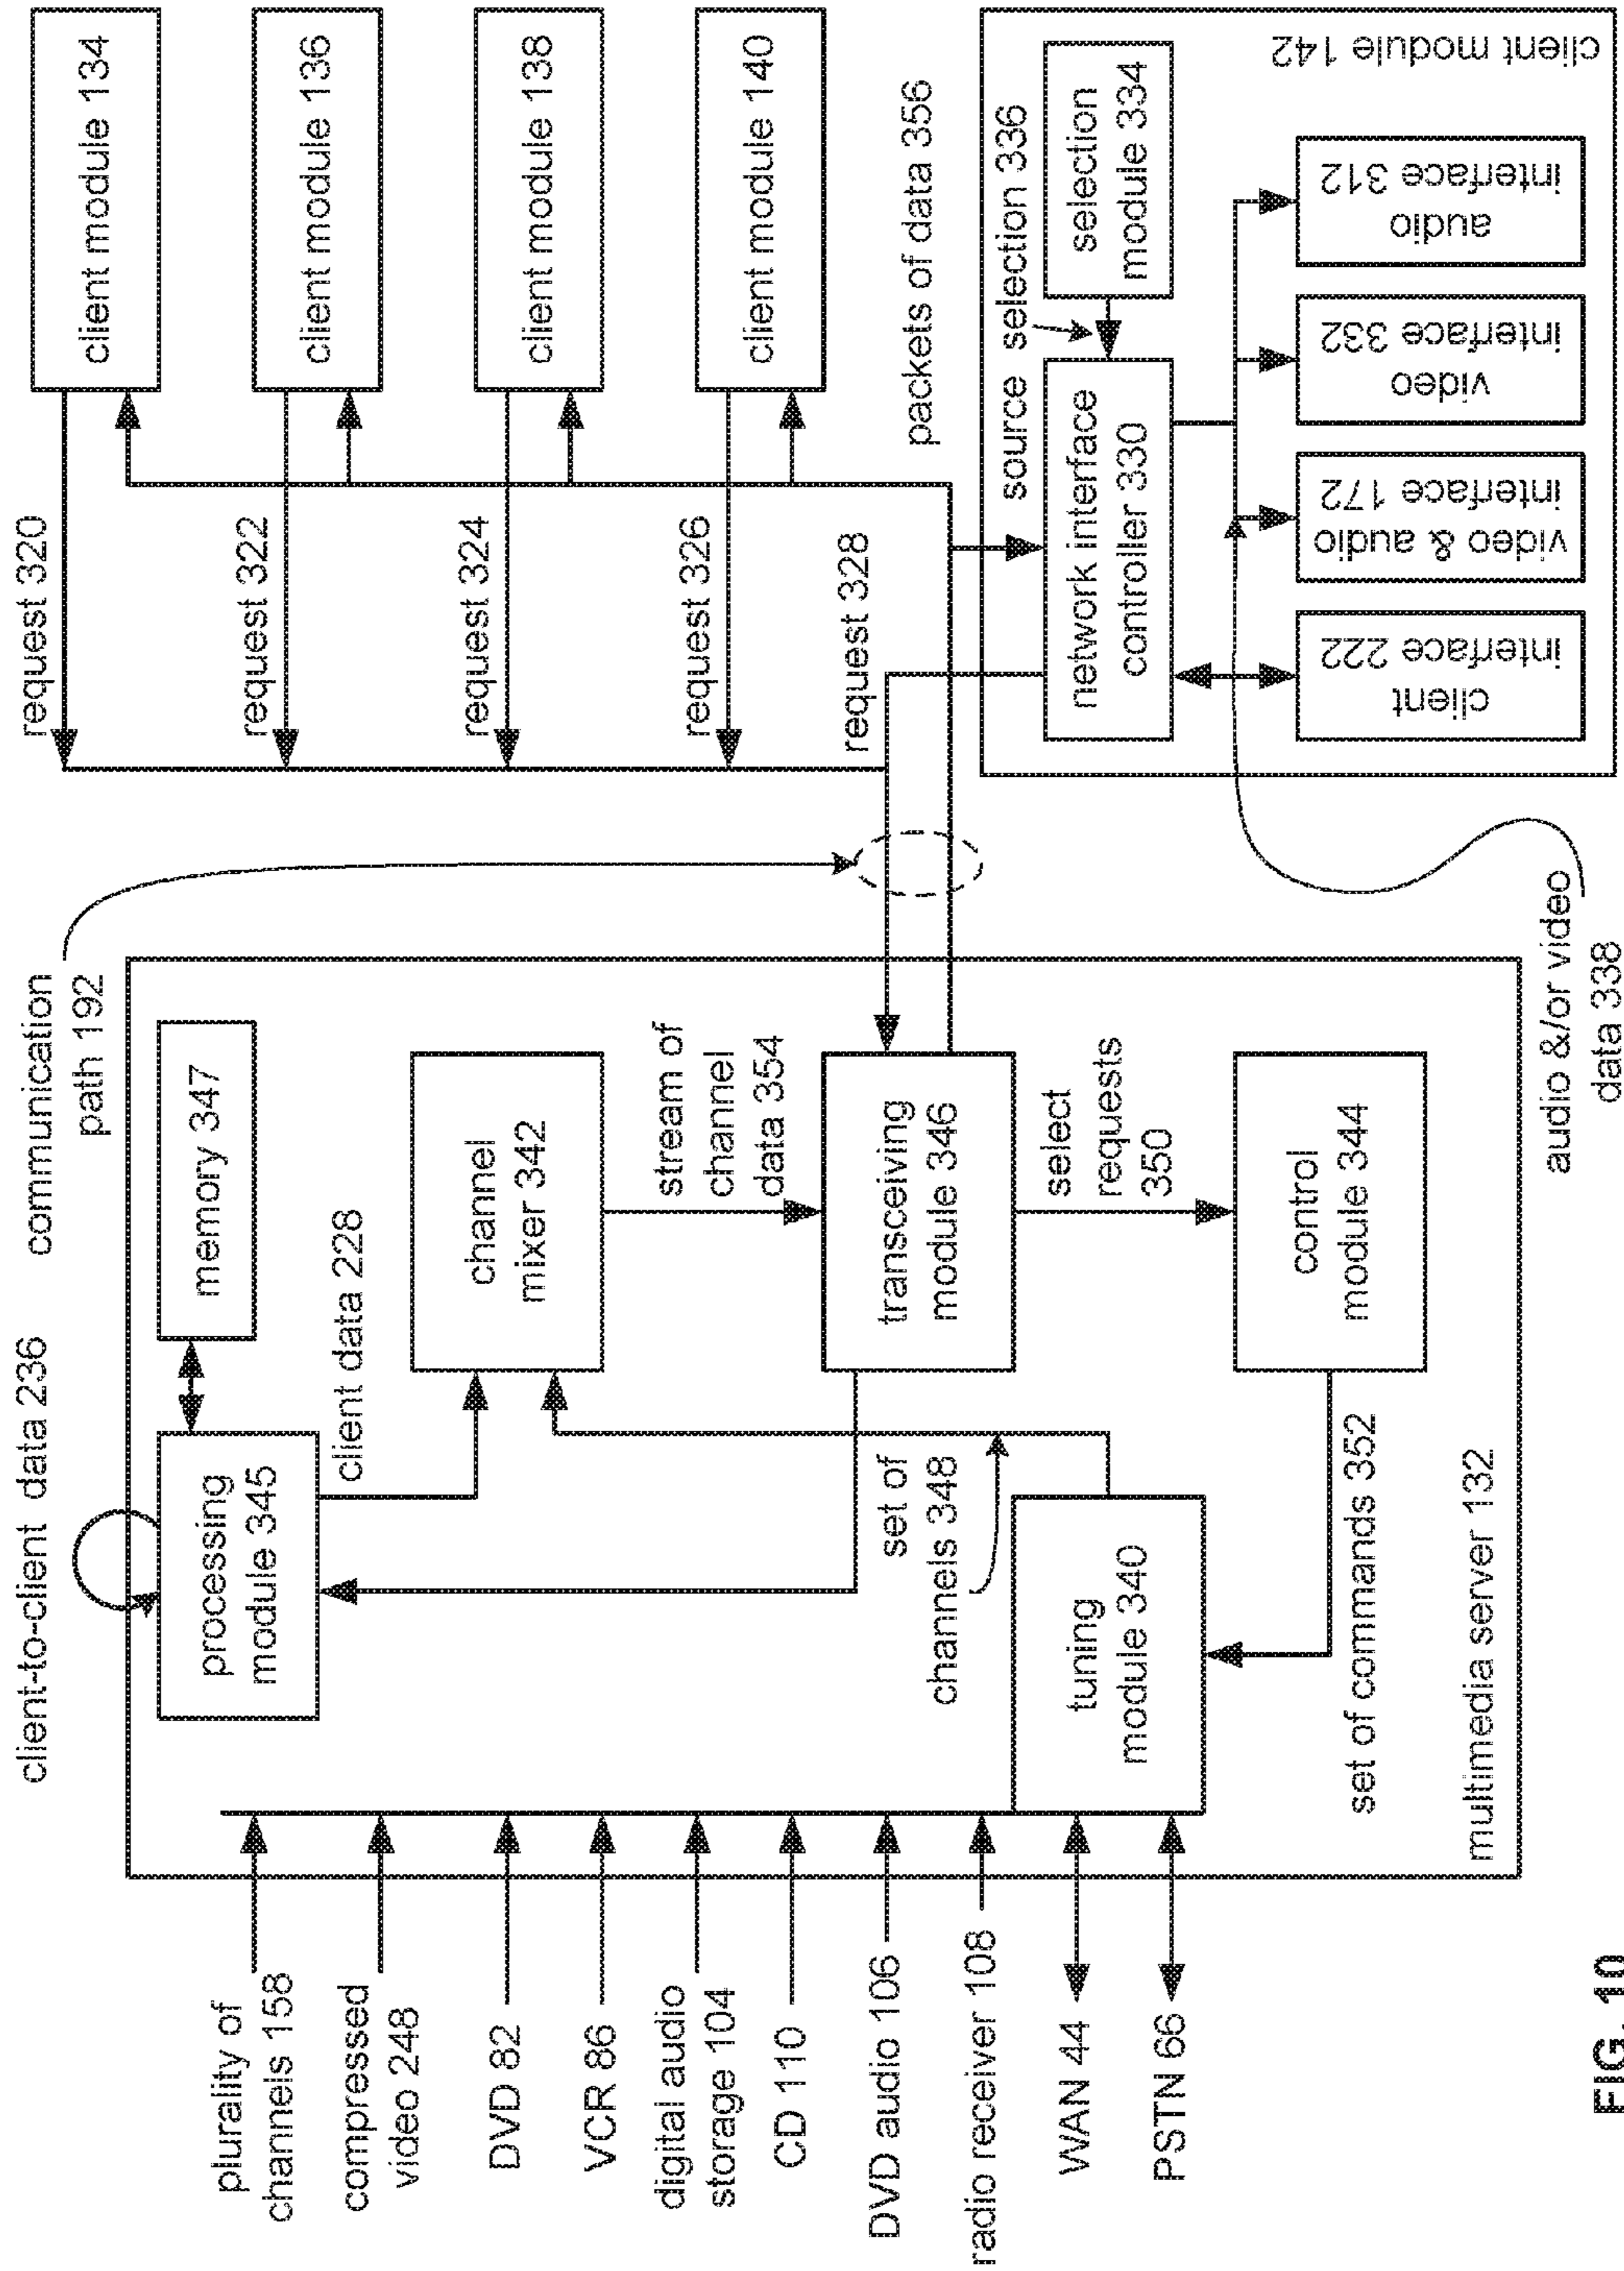 client-to-client data 236
communication
path 192
plurality of
channels 158
compressed
video 248
DVD 82
VCR 86
digital audio
storage 104
CD 110
DVD audio 106
radio receiver 108
WAN 44
PSTN 66
processing
module 345
memory 347
client data 228
channel
mixer 342
stream of
channel
data 354
set of
channels 348
transceiving
module 346
select
requests
350
tuning
module 340
control
module 344
set of commands 352
multimedia server 132
request 320
client module 134
request 322
client module 136
request 324
client module 138
request 326
client module 140
request 328
packets of data 356
source selection 336
network interface
controller 330
selection
module 334
client
interface 222
video & audio
interface 172
video
interface 332
audio
interface 312
client module 142
audio &/or video
data 338
FIG. 10